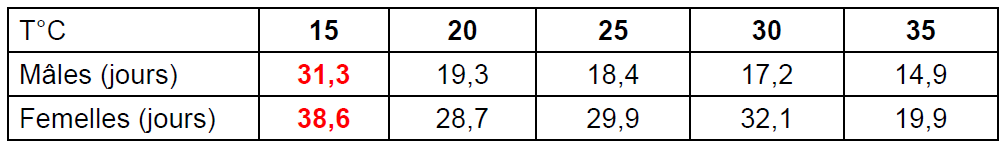 T°C 15 20 25 30 35
Mâles (jours) 31,3 19,3 18,4 17,2 14,9
Femelles (jours) 38,6 28,7 29,9 32,1 19,9